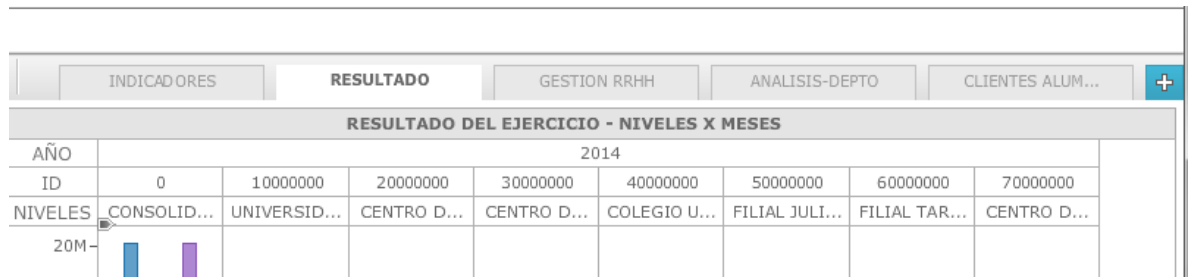 INDICADORES RESULTADO GESTION RRHH ANALISIS-DEPTO CLIENTES ALUM... +
RESULTADO DEL EJERCICIO - NIVELES X MESES
AÑO 2014
ID 0 10000000 20000000 30000000 40000000 50000000 60000000 70000000
NIVELES CONSOLID... UNIVERSID... CENTRO D... CENTRO D... COLEGIO U... FILIAL JULI... FILIAL TAR... CENTRO D...
20M